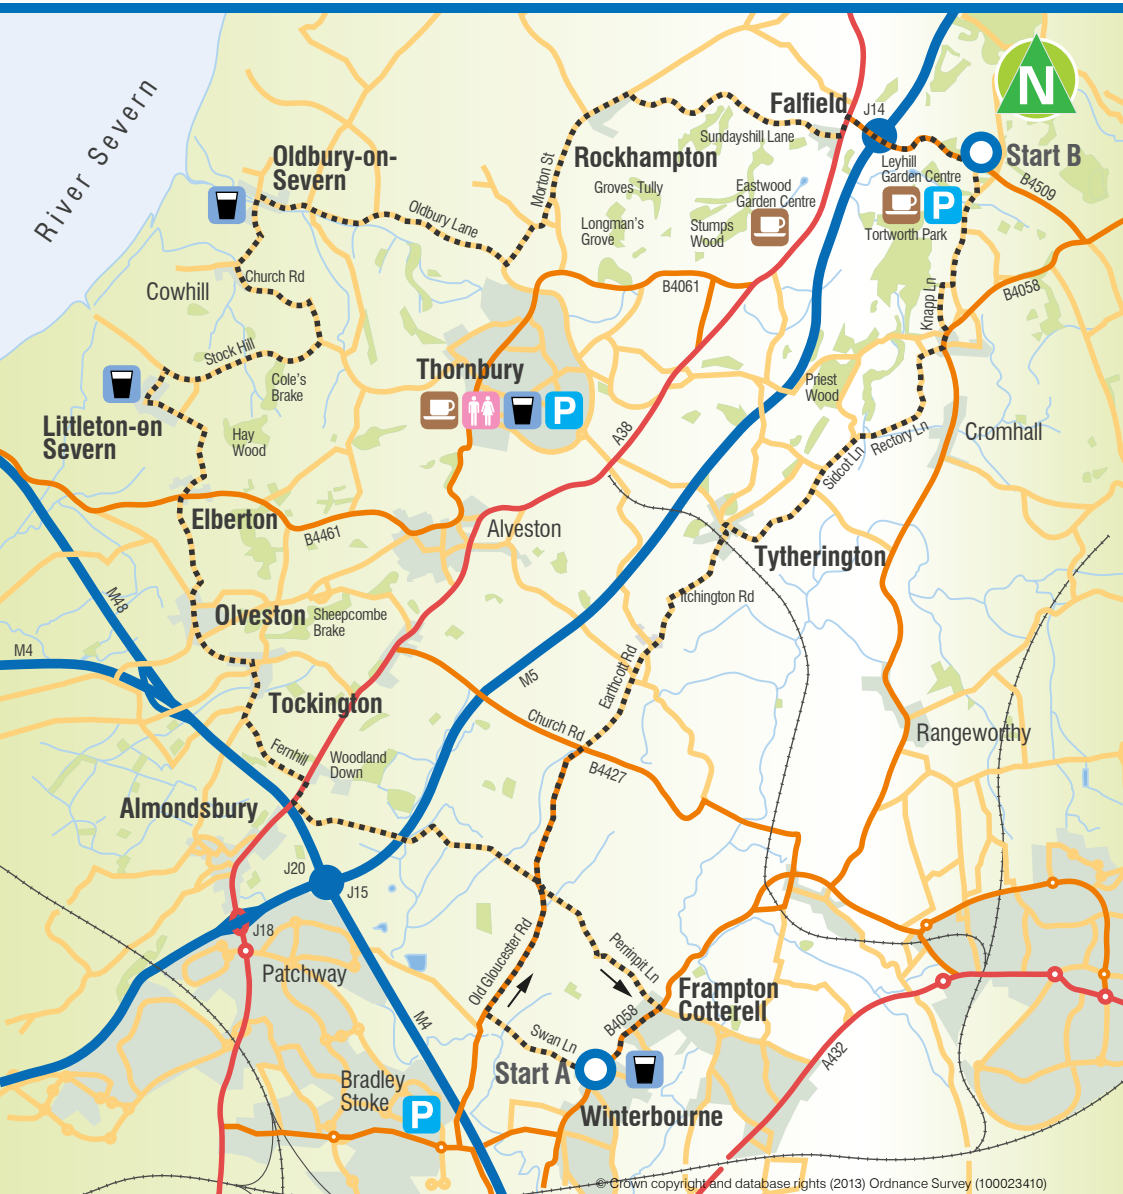 N
River Severn
Falfield
J14
Sundayshill Lane
Start B
Oldbury-on-
Severn
Rockhampton
Morton St
Leyhill
Garden Centre
B4509
Groves Tully
Eastwood
Garden Centre
P
Oldbury Lane
Longman's
Grove
Stumps
Wood
Tortworth Park
Church Rd
Cowhill
B4061
Knapp Ln
B4058
Stock Hill
Thornbury
Cole's
Brake
Priest
Wood
P
Littleton-on
Severn
Hay
Wood
A38
Cromhall
Rectory Ln
Sidcot Ln
Elberton
B4461
Alveston
Tytherington
M48
Olveston
Sheepcombe
Brake
Itchington Rd
M4
Earthcott Rd
M5
Tockington
Church Rd
Rangeworthy
Fernhill
Woodland
Down
B4427
Almondsbury
J20
J15
J18
Old Gloucester Rd
Perrinpit Ln
Patchway
Frampton
Cotterell
M4
Swan Ln
B4058
A432
Start A
Bradley
Stoke
P
Winterbourne
© Crown copyright and database rights (2013) Ordnance Survey (100023410)